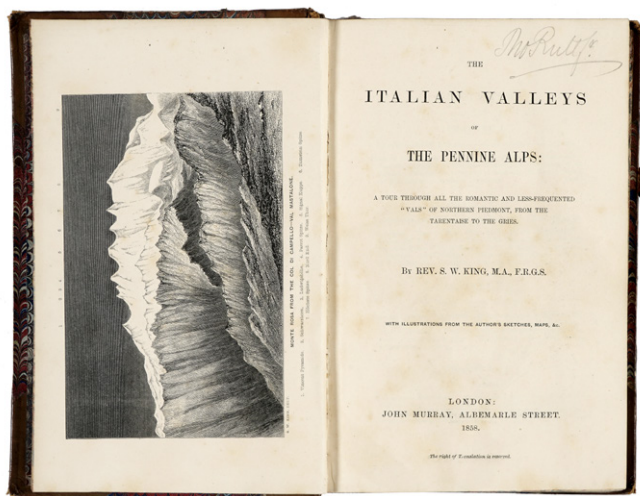 MONTE ROSA FROM THE COL DI CAMPELLO—VAL MASTALONE.
THE
ITALIAN VALLEYS
OF
THE PENNINE ALPS:
A TOUR THROUGH ALL THE ROMANTIC AND LESS-FREQUENTED
"VALS" OF NORTHERN PIEDMONT, FROM THE
TARENTAISE TO THE GRIES.
By REV. S. W. KING, M.A., F.R.G.S.
WITH ILLUSTRATIONS FROM THE AUTHOR'S SKETCHES, MAPS, &c.
LONDON:
JOHN MURRAY, ALBEMARLE STREET.
1858.
The right of Translation is reserved.